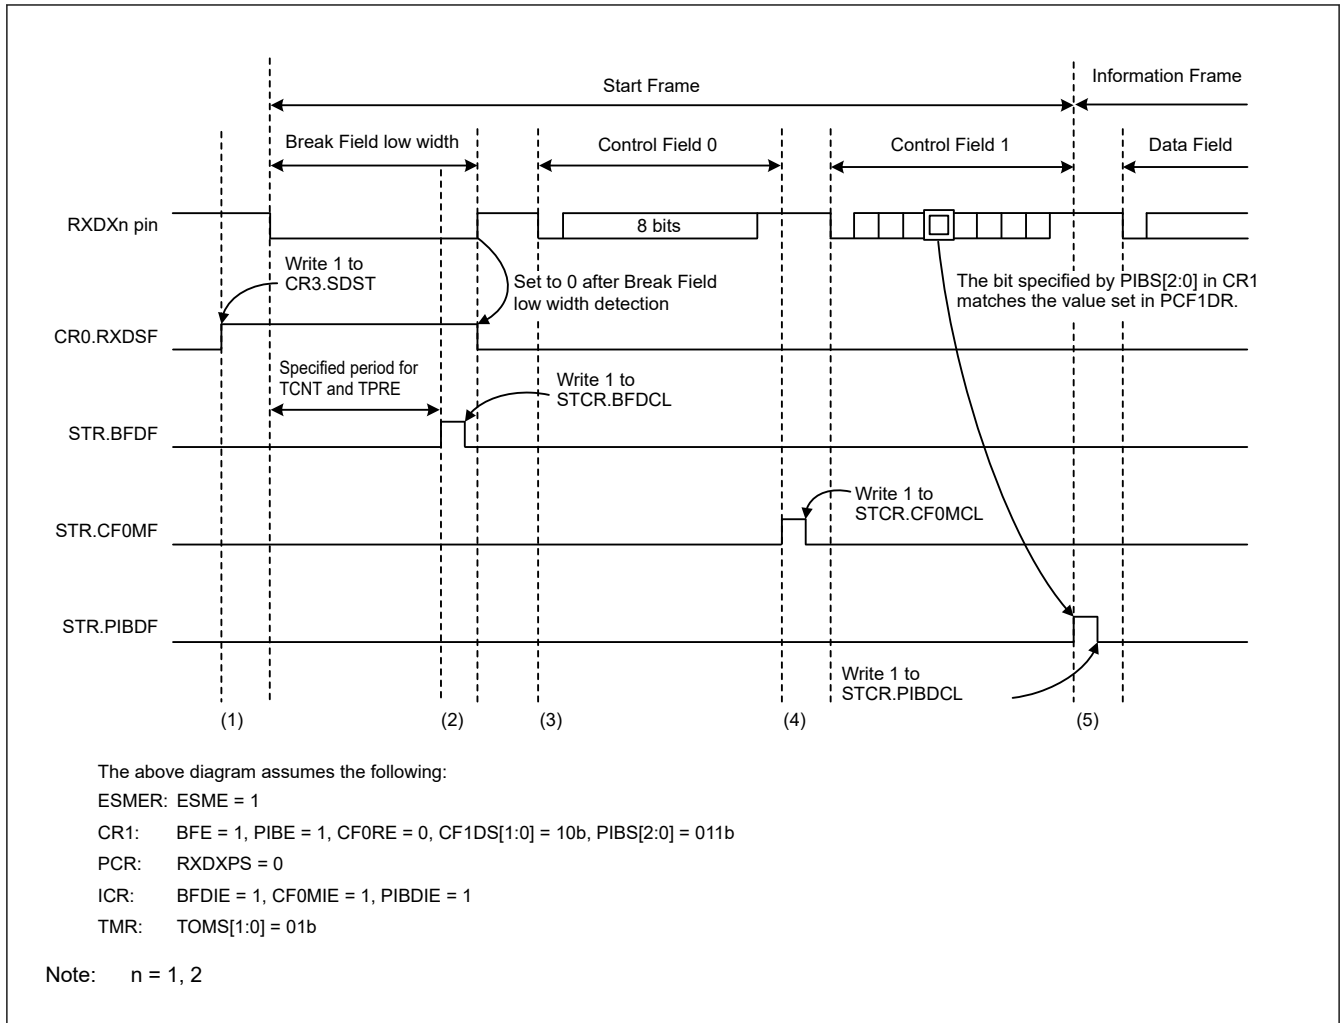 Start Frame
Information Frame
Break Field low width
Control Field 0
Control Field 1
Data Field
RXDXn pin
8 bits
Write 1 to
CR3.SDST
Set to 0 after Break Field
low width detection
The bit specified by PIBS[2:0] in CR1
matches the value set in PCF1DR.
CR0.RXDSF
Specified period for
TCNT and TPRE
Write 1 to
STCR.BFDCL
STR.BFDF
Write 1 to
STCR.CF0MCL
STR.CF0MF
STR.PIBDF
Write 1 to
STCR.PIBDCL
(1)
(2)
(3)
(4)
(5)
The above diagram assumes the following:
ESMER: ESME = 1
CR1: BFE = 1, PIBE = 1, CF0RE = 0, CF1DS[1:0] = 10b, PIBS[2:0] = 011b
PCR: RXDXPS = 0
ICR: BFDIE = 1, CF0MIE = 1, PIBDIE = 1
TMR: TOMS[1:0] = 01b
Note: n = 1, 2